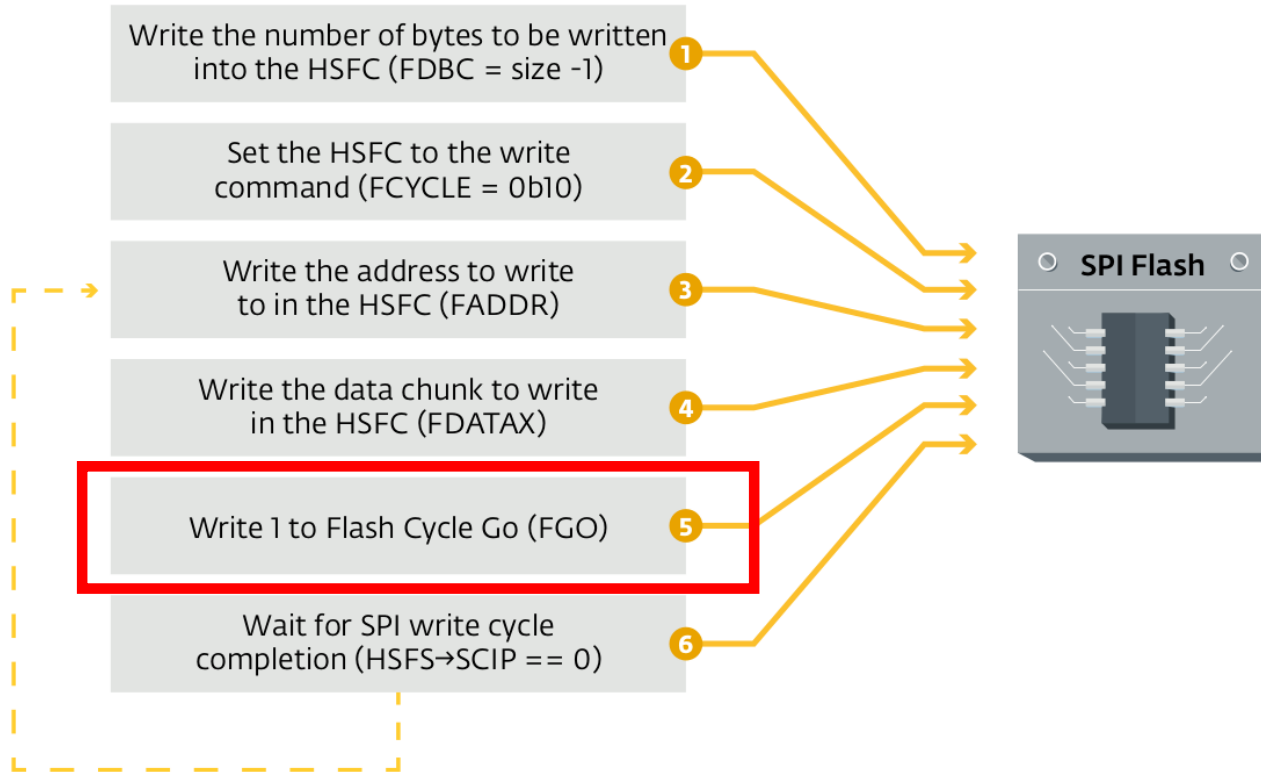 Write the number of bytes to be written
into the HSFC (FDBC = size -1)
1
Set the HSFC to the write
command (FCYCLE = 0b10)
2
Write the address to write
to in the HSFC (FADDR)
3
Write the data chunk to write
in the HSFC (FDATAX)
4
Write 1 to Flash Cycle Go (FGO)
5
Wait for SPI write cycle
completion (HSFS→SCIP == 0)
6
SPI Flash